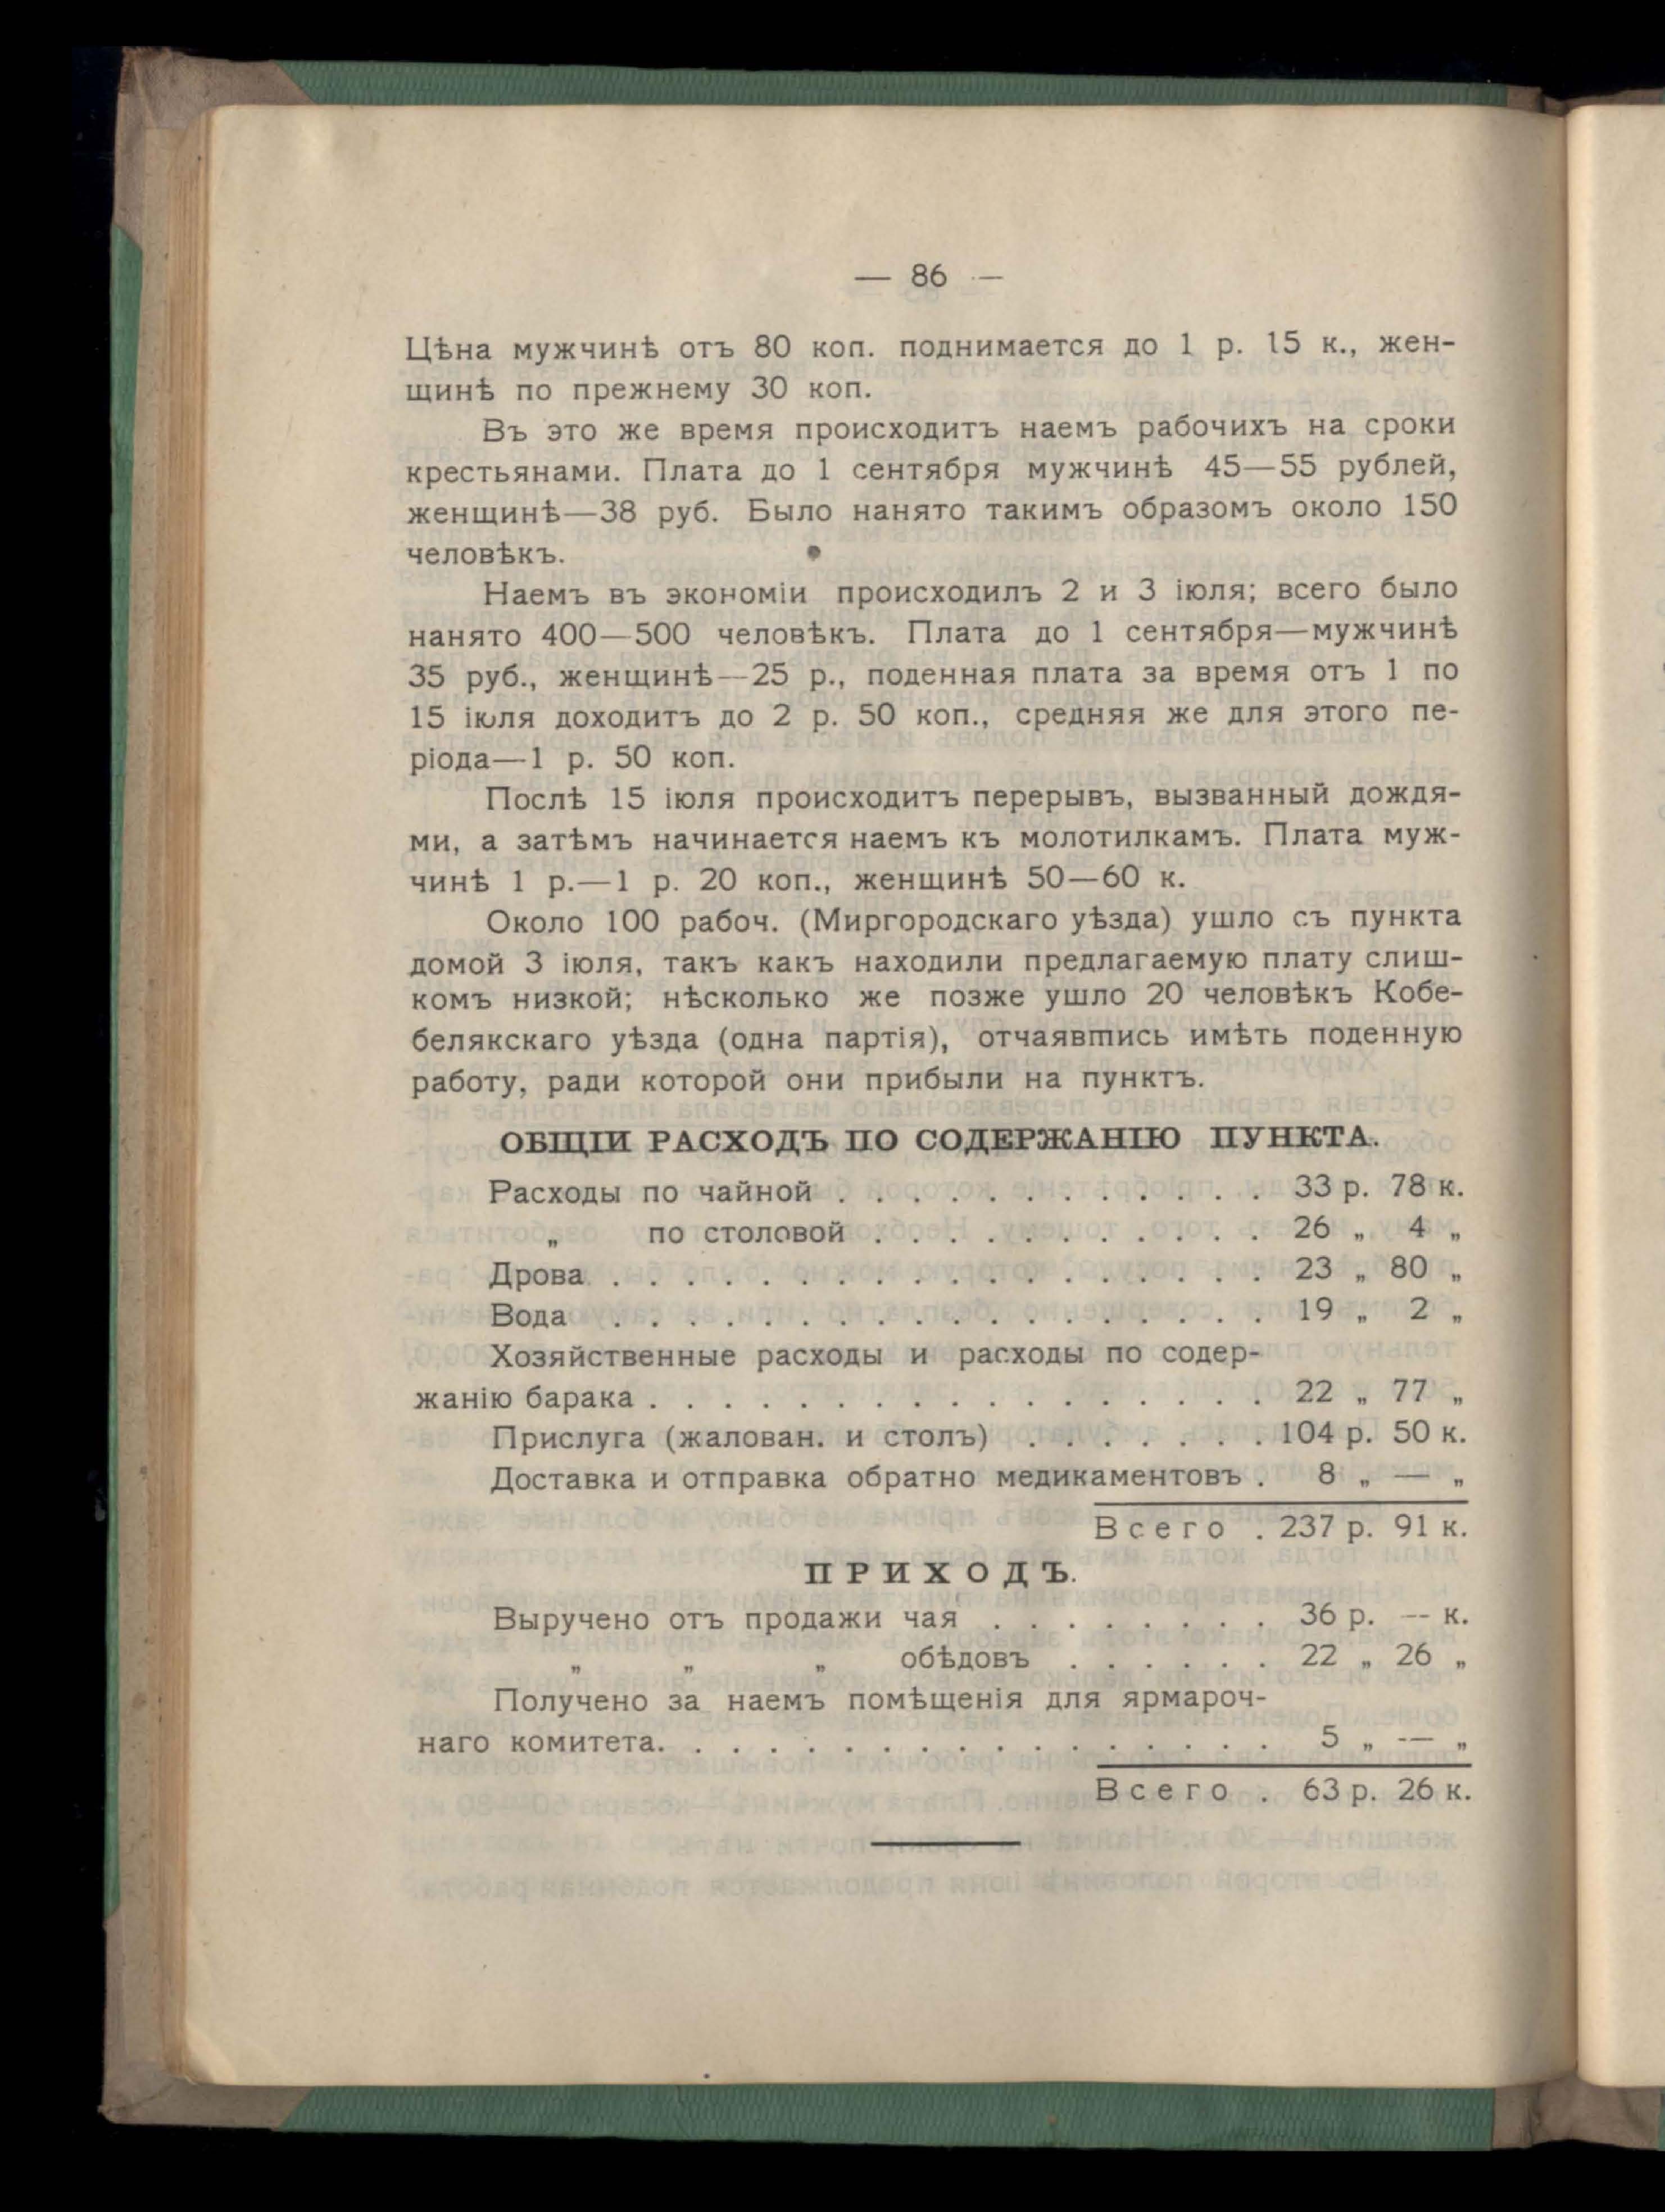 — 86 —
Цѣна мужчинѣ отъ 80 коп. поднимается до 1 р. 15 к., жен-
щинѣ по прежнему 30 коп.
Въ это же время происходитъ наемъ рабочихъ на сроки
крестьянами. Плата до 1 сентября мужчинѣ 45—55 рублей,
женщинѣ—38 руб. Было нанято такимъ образомъ около 150
человѣкъ.
Наемъ въ экономіи происходилъ 2 и 3 іюля; всего было
нанято 400—500 человѣкъ. Плата до 1 сентября—мужчинѣ
35 руб., женщинѣ—25 р., поденная плата за время отъ 1 по
15 іюля доходитъ до 2 р. 50 коп., средняя же для этого пе-
ріода—1 р. 50 коп.
Послѣ 15 іюля происходитъ перерывъ, вызванный дождя-
ми, а затѣмъ начинается наемъ къ молотилкамъ. Плата муж-
чинѣ 1 р.—1 р. 20 коп., женщинѣ 50—60 к.
Около 100 рабоч. (Миргородскаго уѣзда) ушло съ пункта
домой 3 іюля, такъ какъ находили предлагаемую плату слиш-
комъ низкой; нѣсколько же позже ушло 20 человѣкъ Кобе-
белякскаго уѣзда (одна партія), отчаявшись имѣть поденную
работу, ради которой они прибыли на пунктъ.
ОБЩІИ РАСХОДЪ ПО СОДЕРЖАНІЮ ПУНКТА.
Расходы по чайной . . . . . . . . . . . . 33 р. 78 к.
„ по столовой . . . . . . . . . . . 26 „ 4 „
Дрова . . . . . . . . . . . . . . . . . . 23 „ 80 „
Вода . . . . . . . . . . . . . . . . . . 19 „ 2 „
Хозяйственные расходы и расходы по содер-
жанію барака . . . . . . . . . . . . . . . . . 22 „ 77 „
Прислуга (жалован. и столъ) . . . . . . . 104 р. 50 к.
Доставка и отправка обратно медикаментовъ . 8 „ — „
Всего . 237 р. 91 к.
ПРИХОДЪ.
Выручено отъ продажи чая . . . . . . . . 36 р. — к.
„ „ „ обѣдовъ . . . . . . 22 „ 26 „
Получено за наемъ помѣщенія для ярмароч-
наго комитета. . . . . . . . . . . . . . . . . 5 „ — „
Всего . 63 р. 26 к.